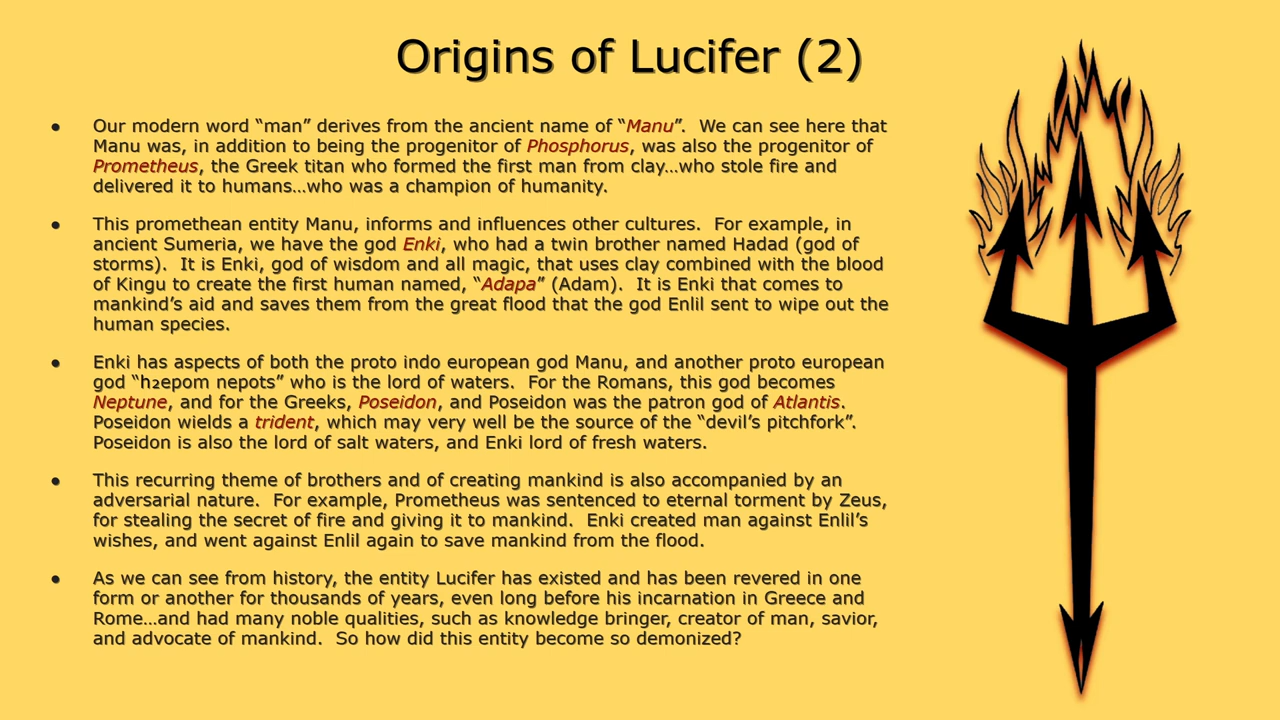 Origins of Lucifer (2)
● Our modern word “man” derives from the ancient name of “Manu”.  We can see here that
Manu was, in addition to being the progenitor of Phosphorus, was also the progenitor of
Prometheus, the Greek titan who formed the first man from clay…who stole fire and
delivered it to humans…who was a champion of humanity.
● This promethean entity Manu, informs and influences other cultures.  For example, in
ancient Sumeria, we have the god Enki, who had a twin brother named Hadad (god of
storms).  It is Enki, god of wisdom and all magic, that uses clay combined with the blood
of Kingu to create the first human named, “Adapa” (Adam).  It is Enki that comes to
mankind’s aid and saves them from the great flood that the god Enlil sent to wipe out the
human species.
● Enki has aspects of both the proto indo european god Manu, and another proto european
god “h₂epom nepots” who is the lord of waters.  For the Romans, this god becomes
Neptune, and for the Greeks, Poseidon, and Poseidon was the patron god of Atlantis.
Poseidon wields a trident, which may very well be the source of the “devil’s pitchfork”.
Poseidon is also the lord of salt waters, and Enki lord of fresh waters.
● This recurring theme of brothers and of creating mankind is also accompanied by an
adversarial nature.  For example, Prometheus was sentenced to eternal torment by Zeus,
for stealing the secret of fire and giving it to mankind.  Enki created man against Enlil’s
wishes, and went against Enlil again to save mankind from the flood.
● As we can see from history, the entity Lucifer has existed and has been revered in one
form or another for thousands of years, even long before his incarnation in Greece and
Rome…and had many noble qualities, such as knowledge bringer, creator of man, savior,
and advocate of mankind.  So how did this entity become so demonized?